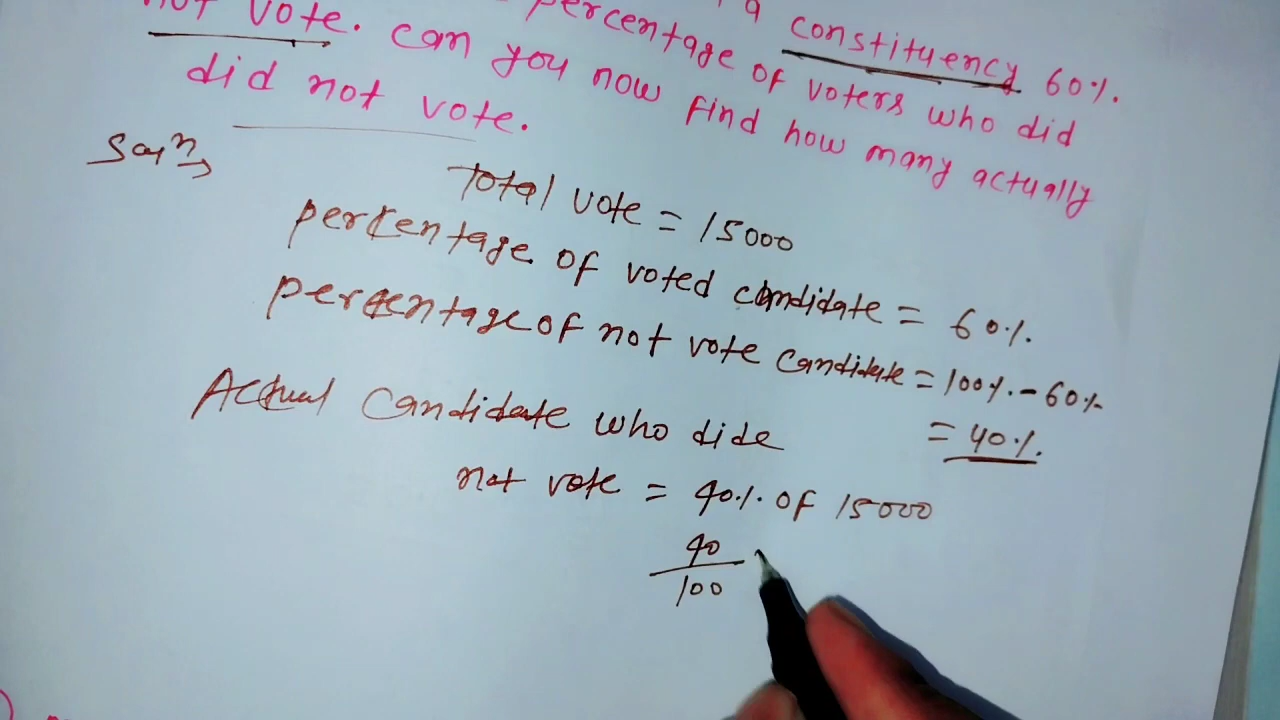 constituency 60%.
percentage of voters who did
not vote. can you now find how many actually
did not vote.
Soln
Total vote = 15000
percentage of voted candidate = 60%.
percentage of not vote candidate = 100%. - 60%
= 40%.
Actual candidate who dide
not vote = 40%. of 15000
40
100